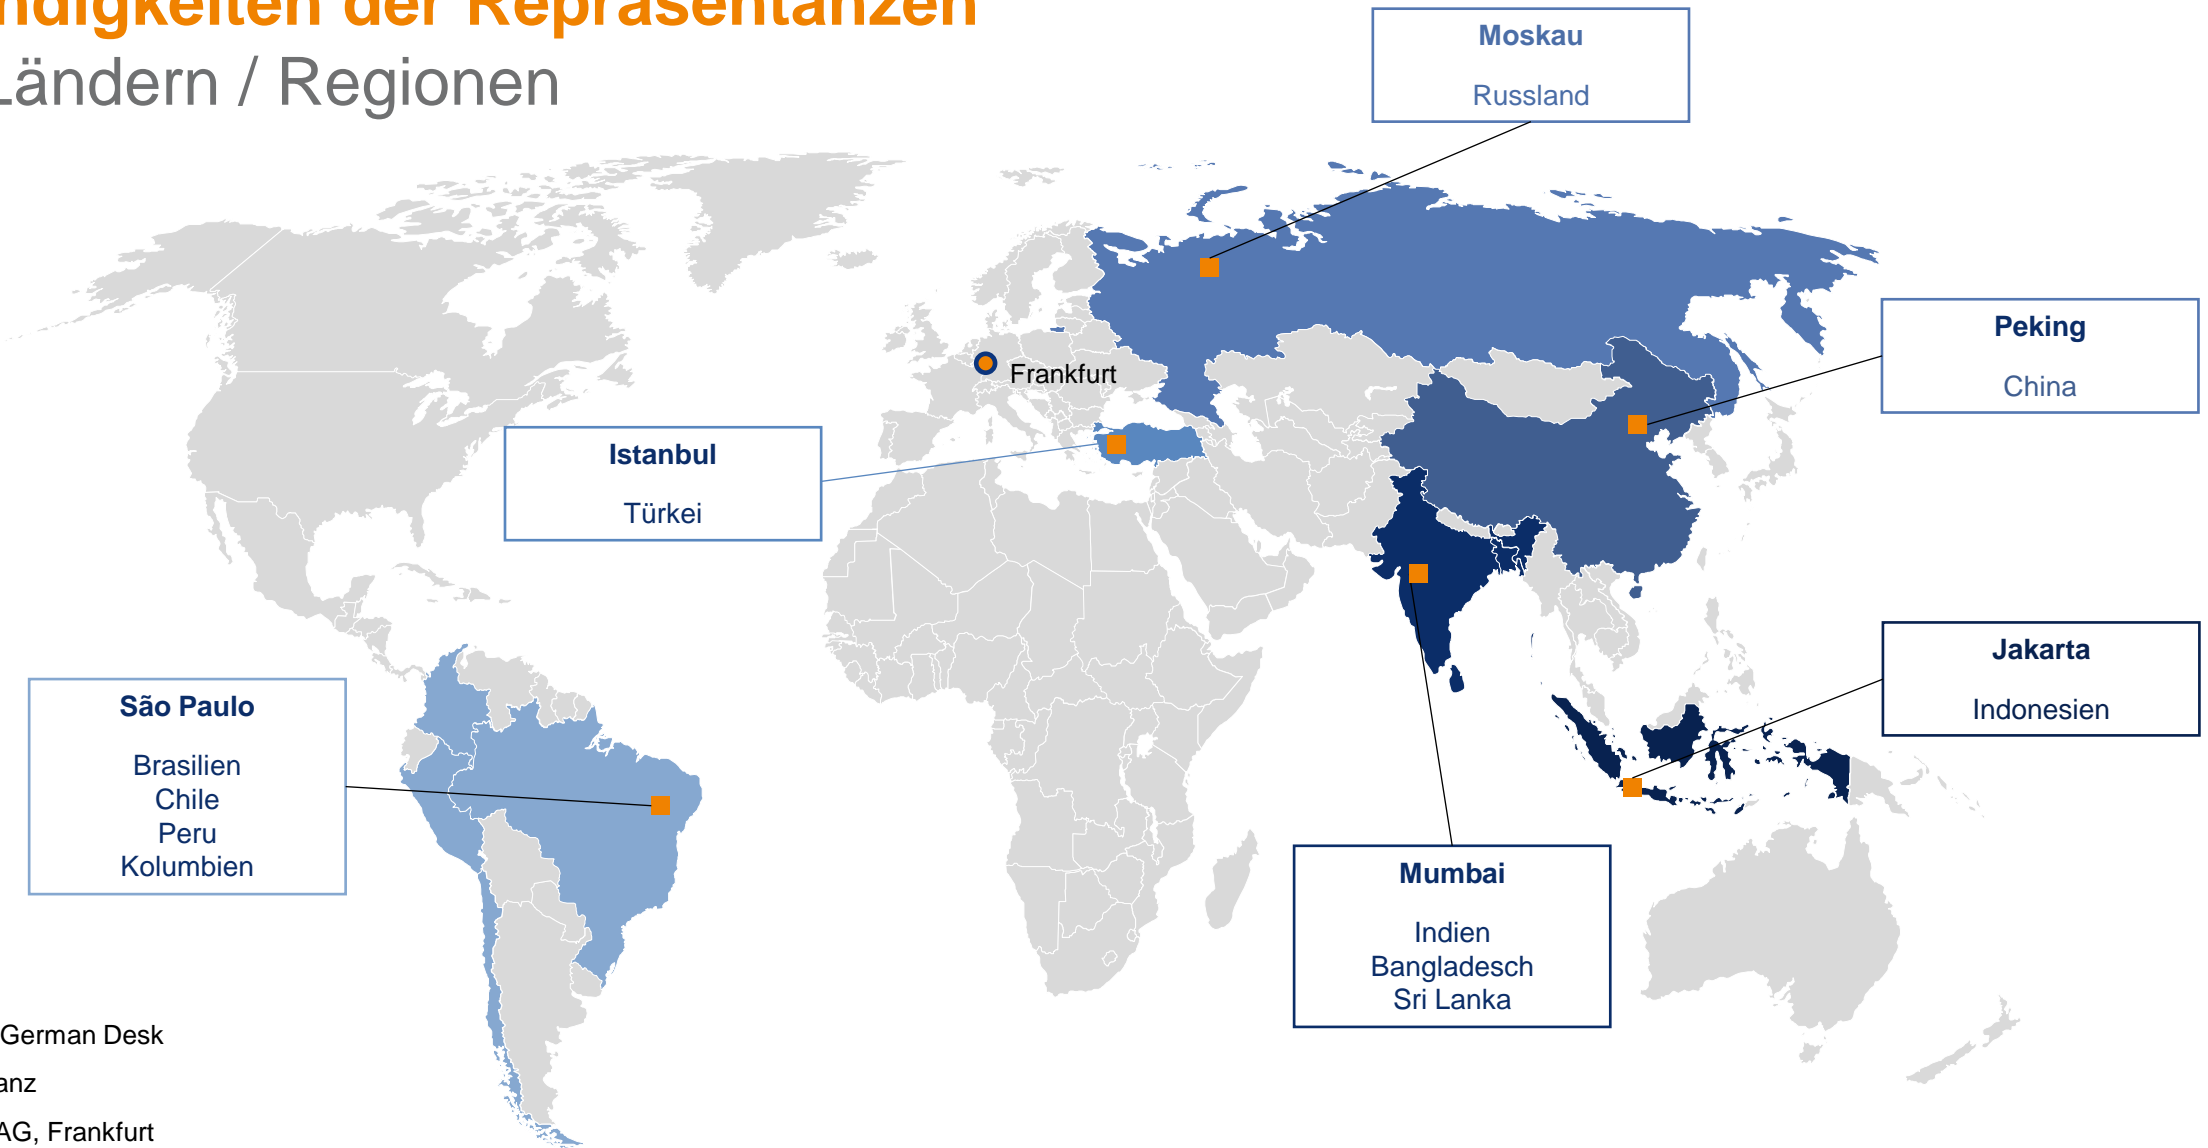 ndigkeiten der Repräsentanzen
Ländern / Regionen
Moskau
Russland
Peking
China
Frankfurt
Istanbul
Türkei
Jakarta
Indonesien
São Paulo
Brasilien
Chile
Peru
Kolumbien
Mumbai
Indien
Bangladesch
Sri Lanka
German Desk
anz
AG, Frankfurt